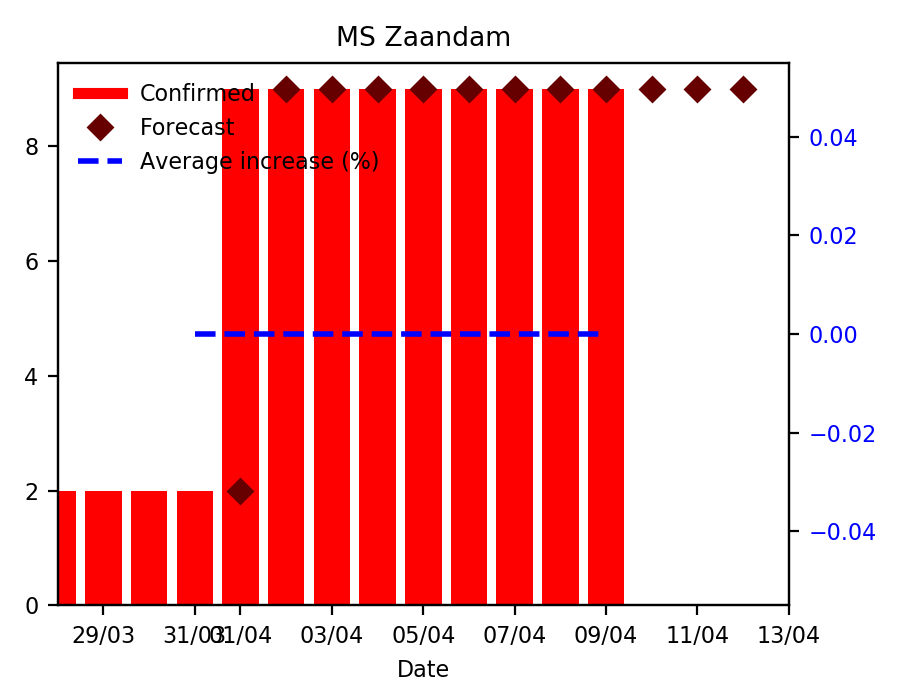 MS Zaandam
Confirmed
Forecast
Average increase (%)
8
6
4
2
0
0.04
0.02
0.00
−0.02
−0.04
29/03 31/03 01/04 03/04 05/04 07/04 09/04 11/04 13/04
Date